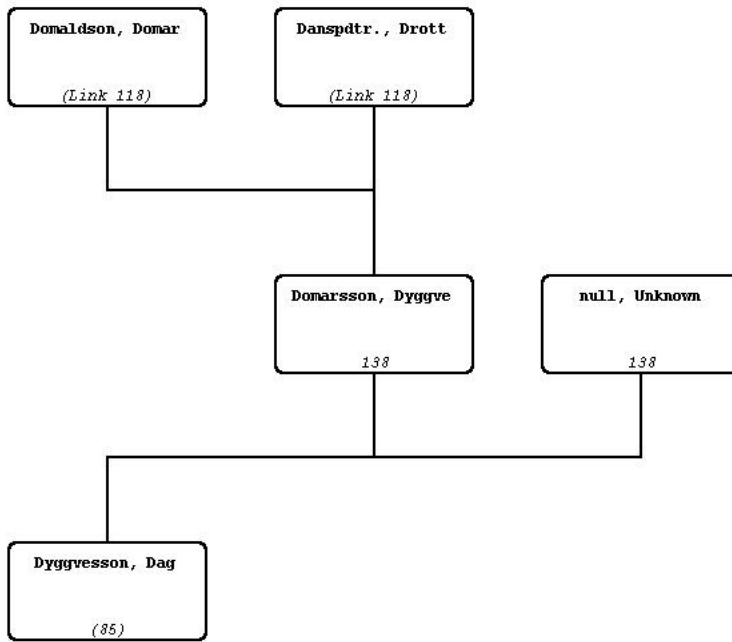 Domaldson, Domar
(Link 118)
Danspdtr., Drott
(Link 118)
Domarsson, Dyggve
138
null, Unknown
138
Dyggvesson, Dag
(85)